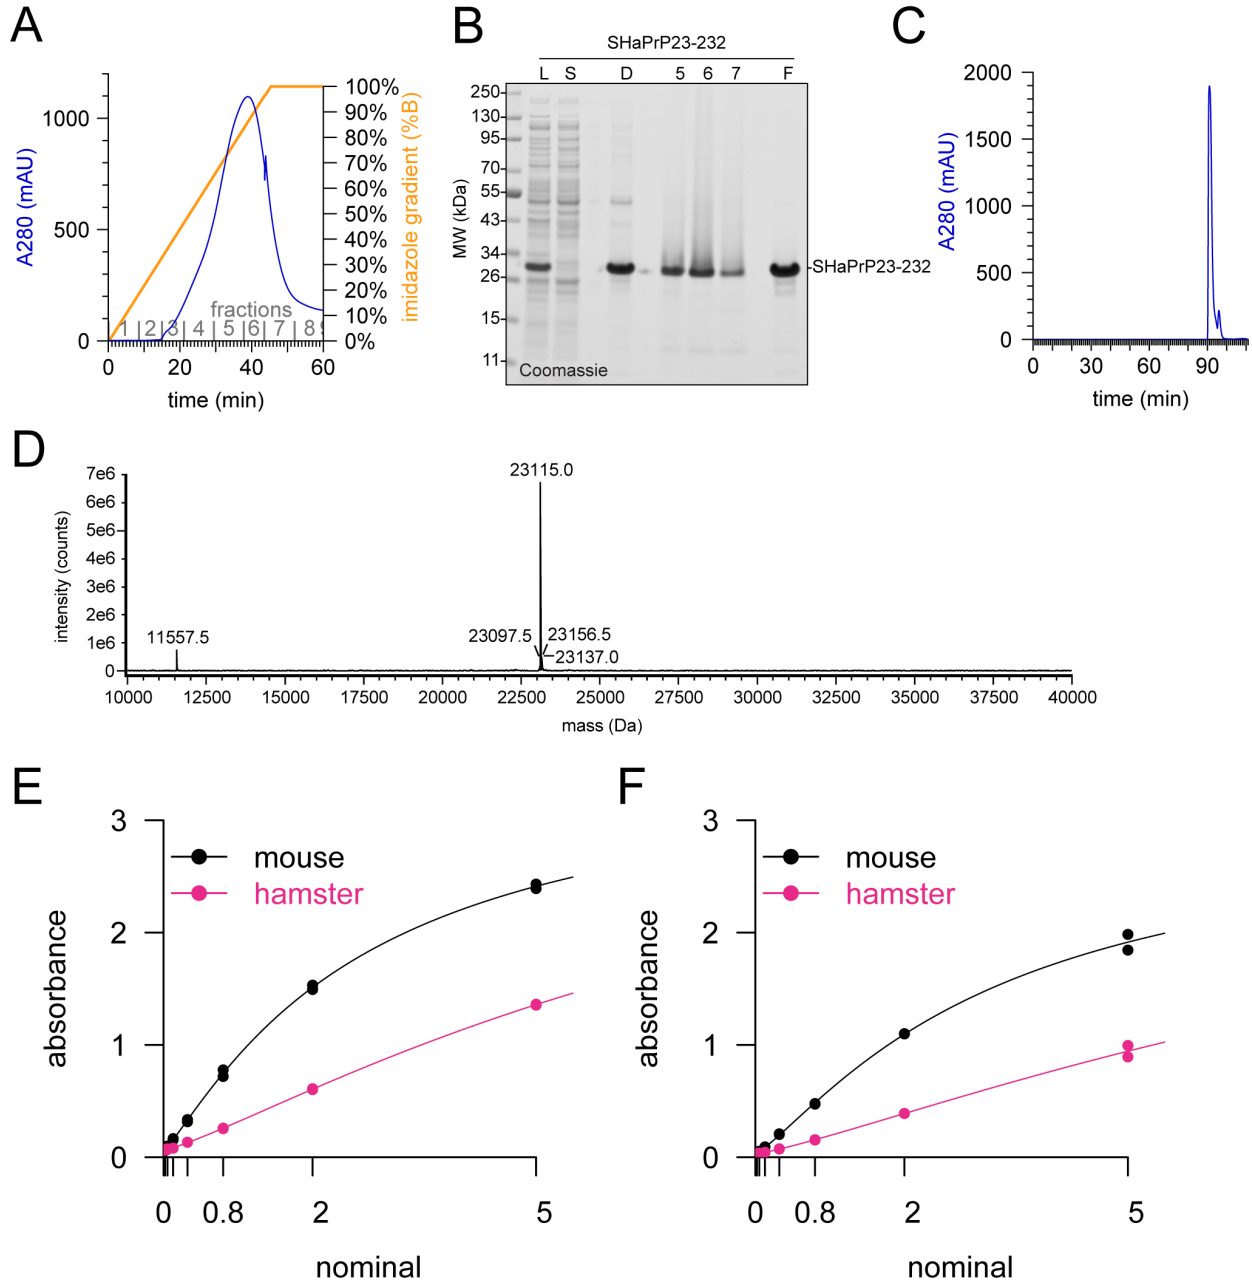 A
1000
500
0
A280 (mAU)
100%
90%
80%
70%
60%
50%
40%
30%
20%
10%
0%
imidazole gradient (%B)
fractions
1 | 2 | 3 | 4 | 5 | 6 | 7 | 8 9
0 20 40 60
time (min)
B
SHaPrP23-232
L S D 5 6 7 F
250
130
95
70
55
43
34
26
15
11
MW (kDa)
-SHaPrP23-232
Coomassie
C
2000
1500
1000
500
0
A280 (mAU)
0 30 60 90
time (min)
D
7e6
6e6
5e6
4e6
3e6
2e6
1e6
0
intensity (counts)
23115.0
11557.5
23097.5
23156.5
23137.0
10000 12500 15000 17500 20000 22500 25000 27500 30000 32500 35000 37500 40000
mass (Da)
E
3
2
1
0
absorbance
mouse
hamster
0 0.8 2 5
nominal
F
3
2
1
0
absorbance
mouse
hamster
0 0.8 2 5
nominal